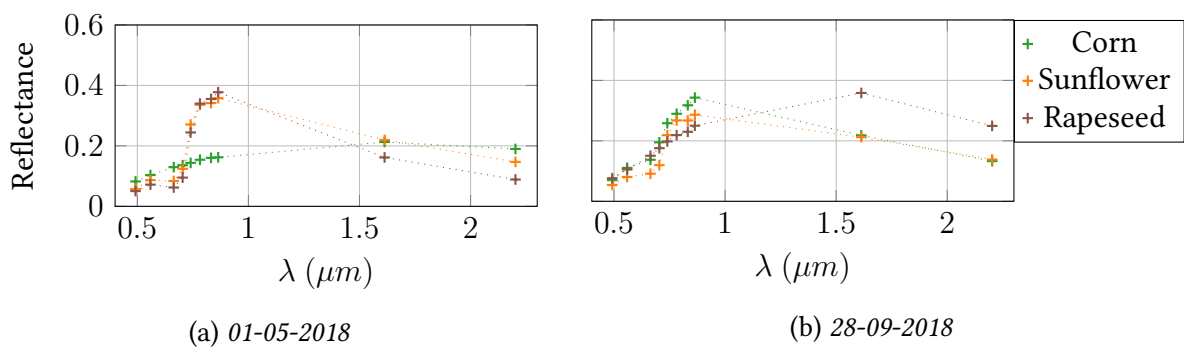 Reflectance
0.6
0.4
0.2
0
0.5 1 1.5 2
λ (μm)
(a) 01-05-2018
0.5 1 1.5 2
λ (μm)
(b) 28-09-2018
Corn
Sunflower
Rapeseed